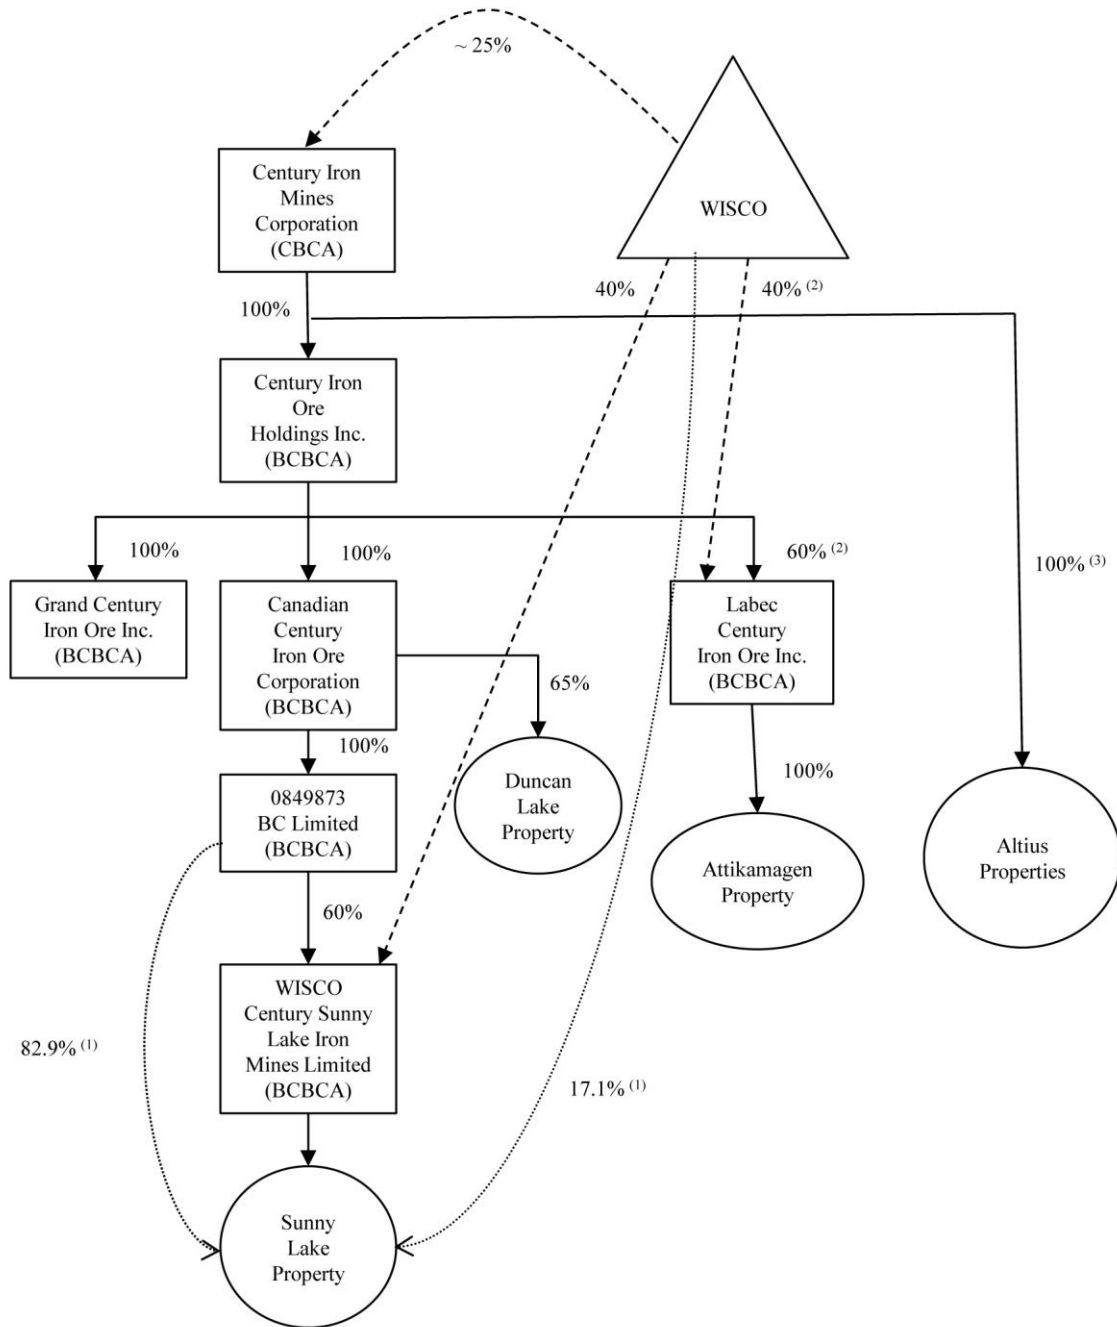 ~ 25%
Century Iron
Mines
Corporation
(CBCA)
WISCO
100%
40%
40% (2)
Century Iron
Ore
Holdings Inc.
(BCBCA)
100%
100%
60% (2)
100% (3)
Grand Century
Iron Ore Inc.
(BCBCA)
Canadian
Century
Iron Ore
Corporation
(BCBCA)
Labec
Century
Iron Ore Inc.
(BCBCA)
65%
100%
100%
0849873
BC Limited
(BCBCA)
Duncan
Lake
Property
Attikamagen
Property
Altius
Properties
60%
WISCO
Century Sunny
Lake Iron
Mines Limited
(BCBCA)
82.9% (1)
17.1% (1)
Sunny
Lake
Property